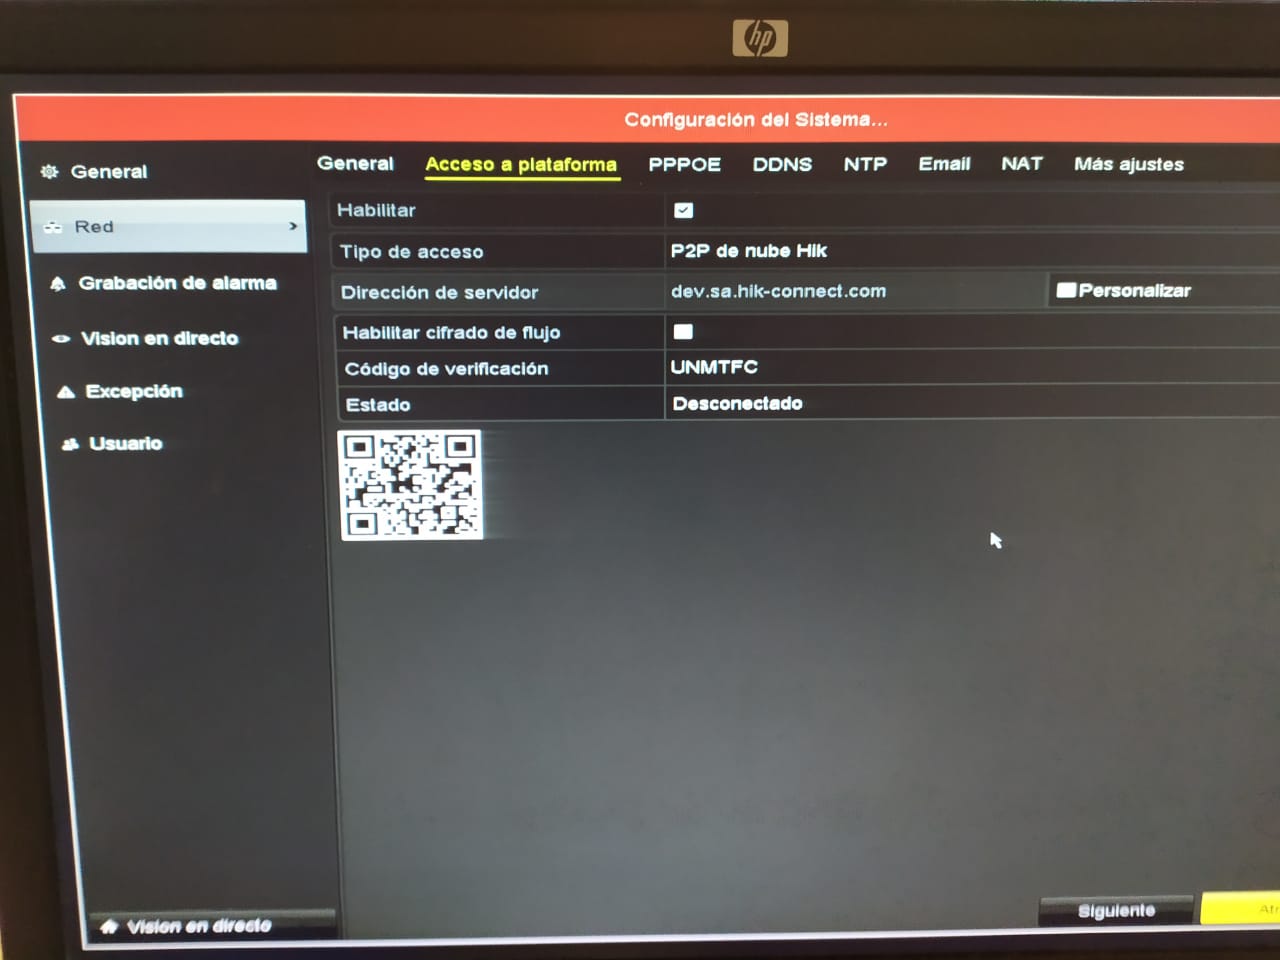 hp
Configuración del Sistema...
General
Red
Grabación de alarma
Vision en directo
Excepción
Usuario
General Acceso a plataforma PPPOE DDNS NTP Email NAT Más ajustes
Habilitar
Tipo de acceso P2P de nube Hik
Dirección de servidor dev.sa.hik-connect.com Personalizar
Habilitar cifrado de flujo
Código de verificación UNMTFC
Estado Desconectado
Vision en directo
Siguiente